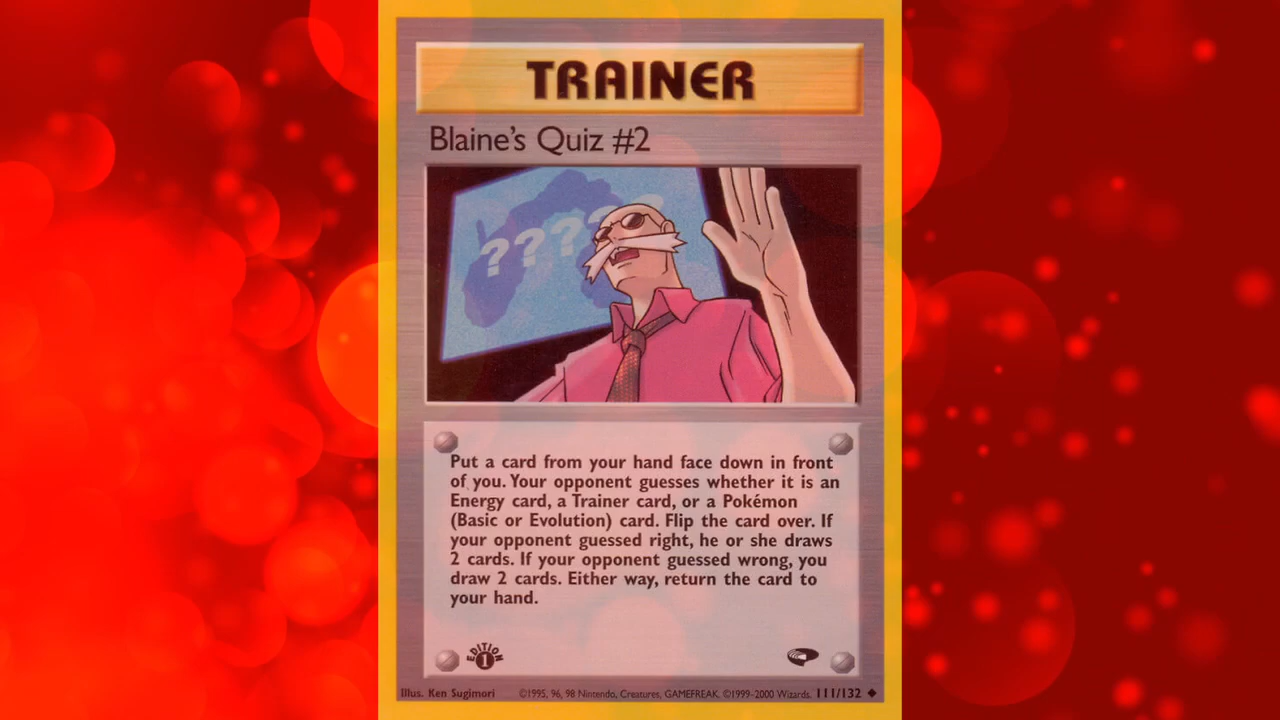 TRAINER
Blaine's Quiz #2
? ? ? ?
Put a card from your hand face down in front
of you. Your opponent guesses whether it is an
Energy card, a Trainer card, or a Pokémon
(Basic or Evolution) card. Flip the card over. If
your opponent guessed right, he or she draws
2 cards. If your opponent guessed wrong, you
draw 2 cards. Either way, return the card to
your hand.
EDITION
1
Illus. Ken Sugimori ©1995, 96, 98 Nintendo, Creatures, GAMEFREAK. ©1999-2000 Wizards. 111/132